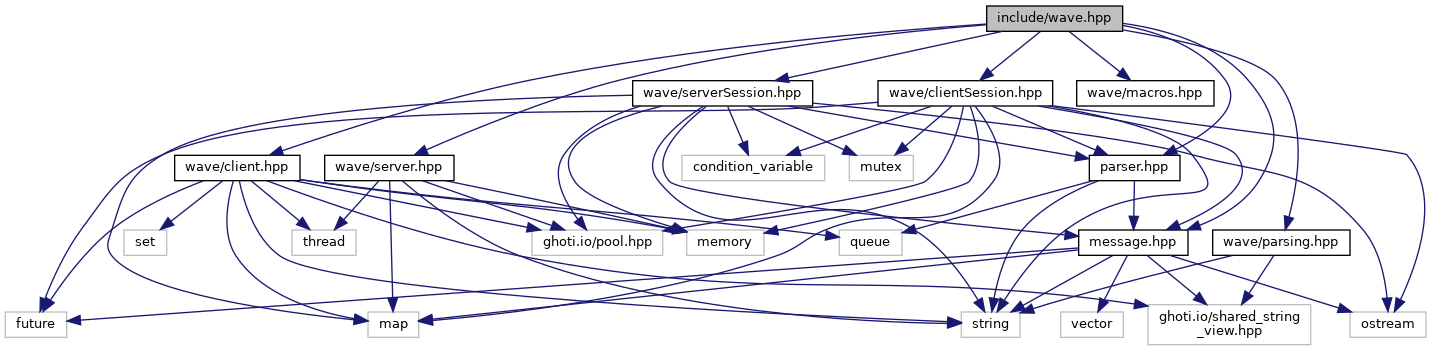 include/wave.hpp
wave/serverSession.hpp
wave/clientSession.hpp
wave/macros.hpp
wave/client.hpp
wave/server.hpp
condition_variable
mutex
parser.hpp
set
thread
ghoti.io/pool.hpp
memory
queue
message.hpp
wave/parsing.hpp
future
map
string
vector
ghoti.io/shared_string
_view.hpp
ostream